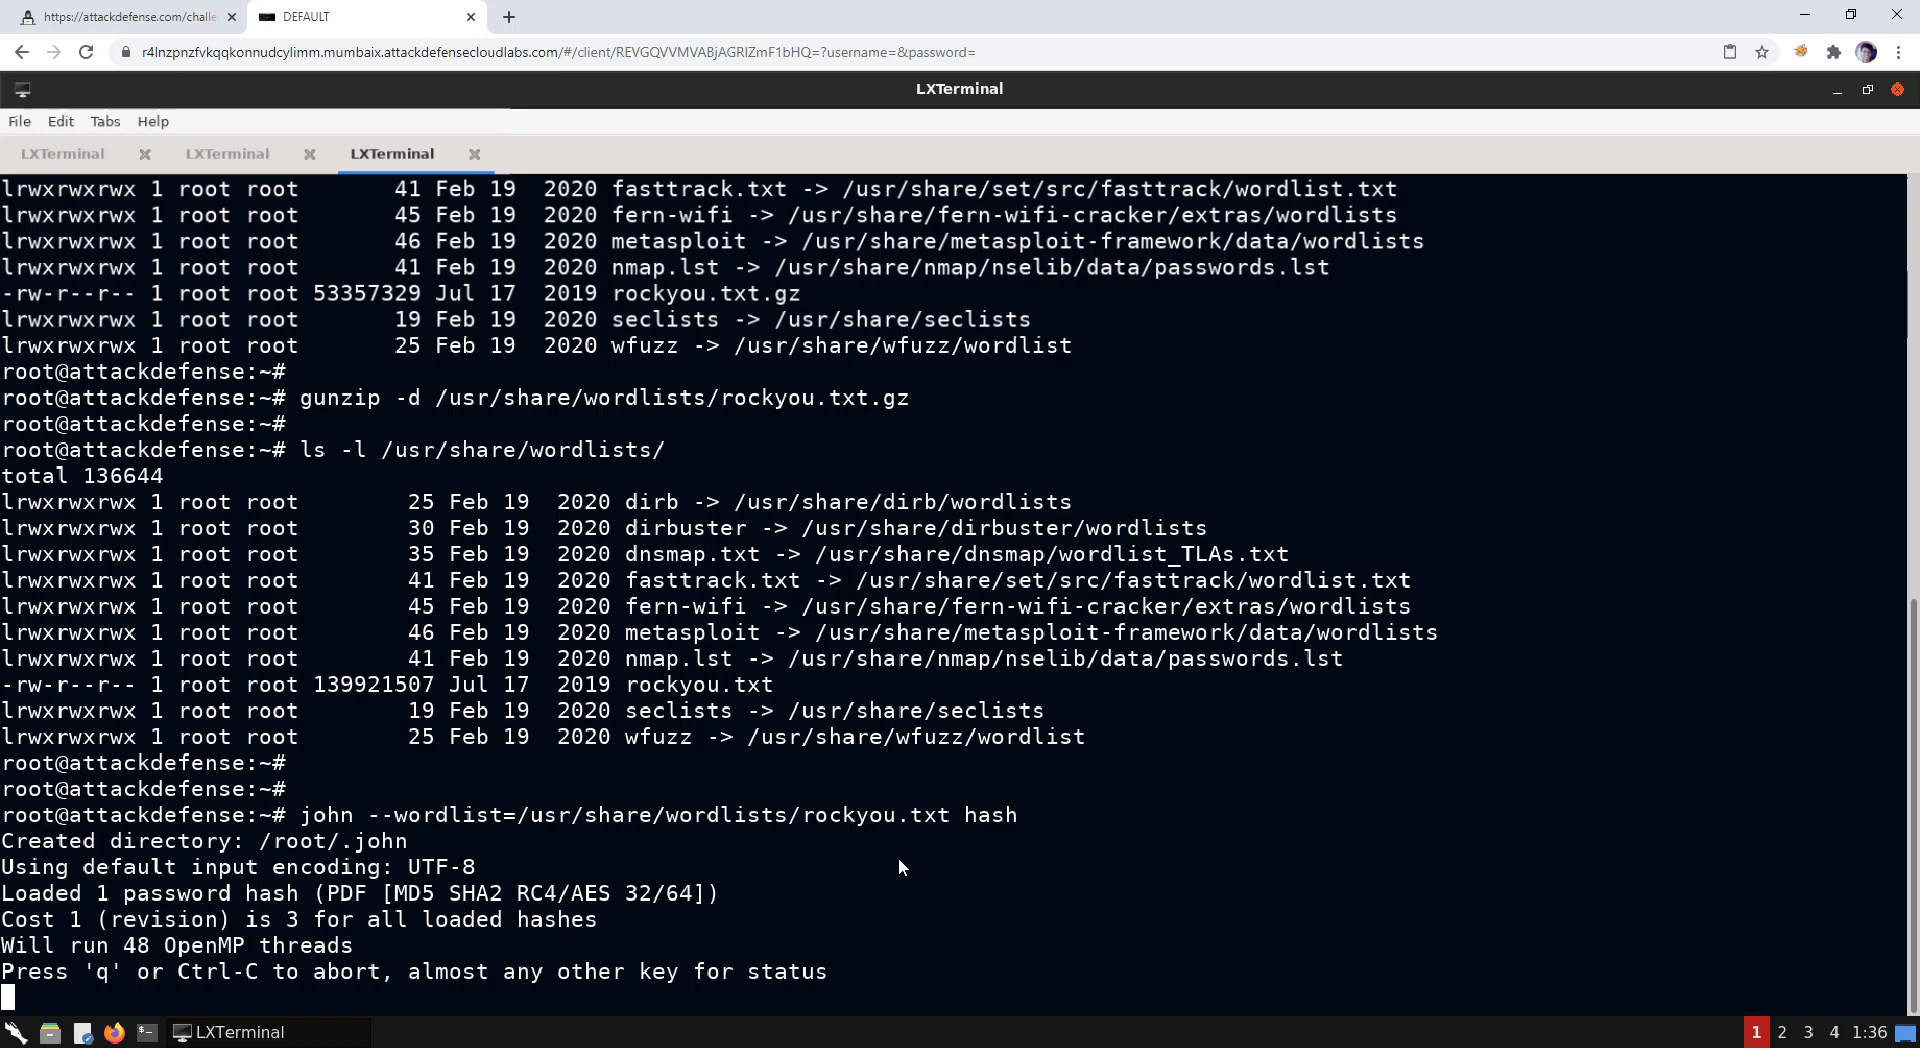 https://attackdefense.com/challe
DEFAULT
r4lnzpnzfvkqqkonnudcylimm.mumbaix.attackdefensecloudlabs.com/#/client/REVGQVVMVABjAGRlZmF1bHQ=?username=&password=
LXTerminal
File Edit Tabs Help
LXTerminal LXTerminal LXTerminal
lrwxrwxrwx 1 root root 41 Feb 19 2020 fasttrack.txt -> /usr/share/set/src/fasttrack/wordlist.txt
lrwxrwxrwx 1 root root 45 Feb 19 2020 fern-wifi -> /usr/share/fern-wifi-cracker/extras/wordlists
lrwxrwxrwx 1 root root 46 Feb 19 2020 metasploit -> /usr/share/metasploit-framework/data/wordlists
lrwxrwxrwx 1 root root 41 Feb 19 2020 nmap.lst -> /usr/share/nmap/nselib/data/passwords.lst
-rw-r--r-- 1 root root 53357329 Jul 17 2019 rockyou.txt.gz
lrwxrwxrwx 1 root root 19 Feb 19 2020 seclists -> /usr/share/seclists
lrwxrwxrwx 1 root root 25 Feb 19 2020 wfuzz -> /usr/share/wfuzz/wordlist
root@attackdefense:~#
root@attackdefense:~# gunzip -d /usr/share/wordlists/rockyou.txt.gz
root@attackdefense:~#
root@attackdefense:~# ls -l /usr/share/wordlists/
total 136644
lrwxrwxrwx 1 root root 25 Feb 19 2020 dirb -> /usr/share/dirb/wordlists
lrwxrwxrwx 1 root root 30 Feb 19 2020 dirbuster -> /usr/share/dirbuster/wordlists
lrwxrwxrwx 1 root root 35 Feb 19 2020 dnsmap.txt -> /usr/share/dnsmap/wordlist_TLAs.txt
lrwxrwxrwx 1 root root 41 Feb 19 2020 fasttrack.txt -> /usr/share/set/src/fasttrack/wordlist.txt
lrwxrwxrwx 1 root root 45 Feb 19 2020 fern-wifi -> /usr/share/fern-wifi-cracker/extras/wordlists
lrwxrwxrwx 1 root root 46 Feb 19 2020 metasploit -> /usr/share/metasploit-framework/data/wordlists
lrwxrwxrwx 1 root root 41 Feb 19 2020 nmap.lst -> /usr/share/nmap/nselib/data/passwords.lst
-rw-r--r-- 1 root root 139921507 Jul 17 2019 rockyou.txt
lrwxrwxrwx 1 root root 19 Feb 19 2020 seclists -> /usr/share/seclists
lrwxrwxrwx 1 root root 25 Feb 19 2020 wfuzz -> /usr/share/wfuzz/wordlist
root@attackdefense:~#
root@attackdefense:~#
root@attackdefense:~# john --wordlist=/usr/share/wordlists/rockyou.txt hash
Created directory: /root/.john
Using default input encoding: UTF-8
Loaded 1 password hash (PDF [MD5 SHA2 RC4/AES 32/64])
Cost 1 (revision) is 3 for all loaded hashes
Will run 48 OpenMP threads
Press 'q' or Ctrl-C to abort, almost any other key for status
LXTerminal 1 2 3 4 1:36